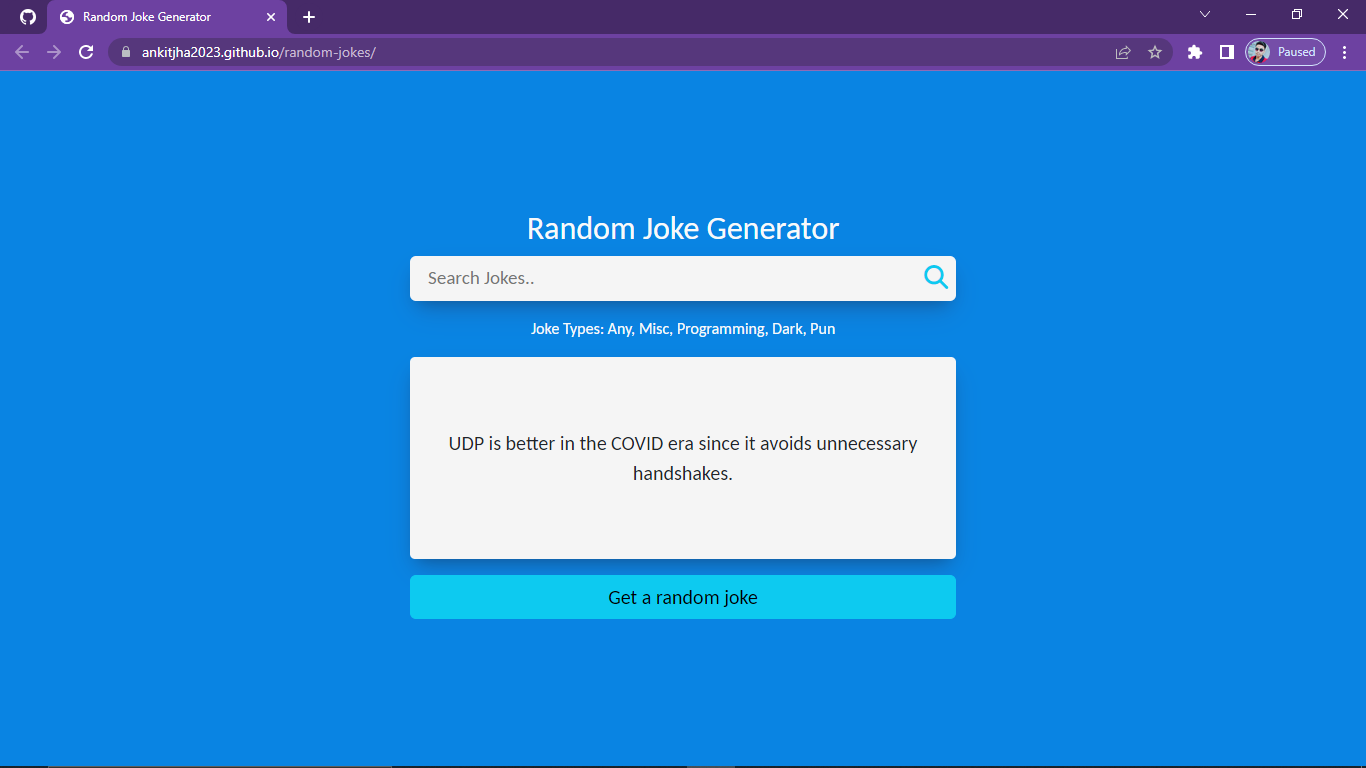 Random Joke Generator
ankitjha2023.github.io/random-jokes/
Paused
Random Joke Generator
Search Jokes..
Joke Types: Any, Misc, Programming, Dark, Pun
UDP is better in the COVID era since it avoids unnecessary
handshakes.
Get a random joke